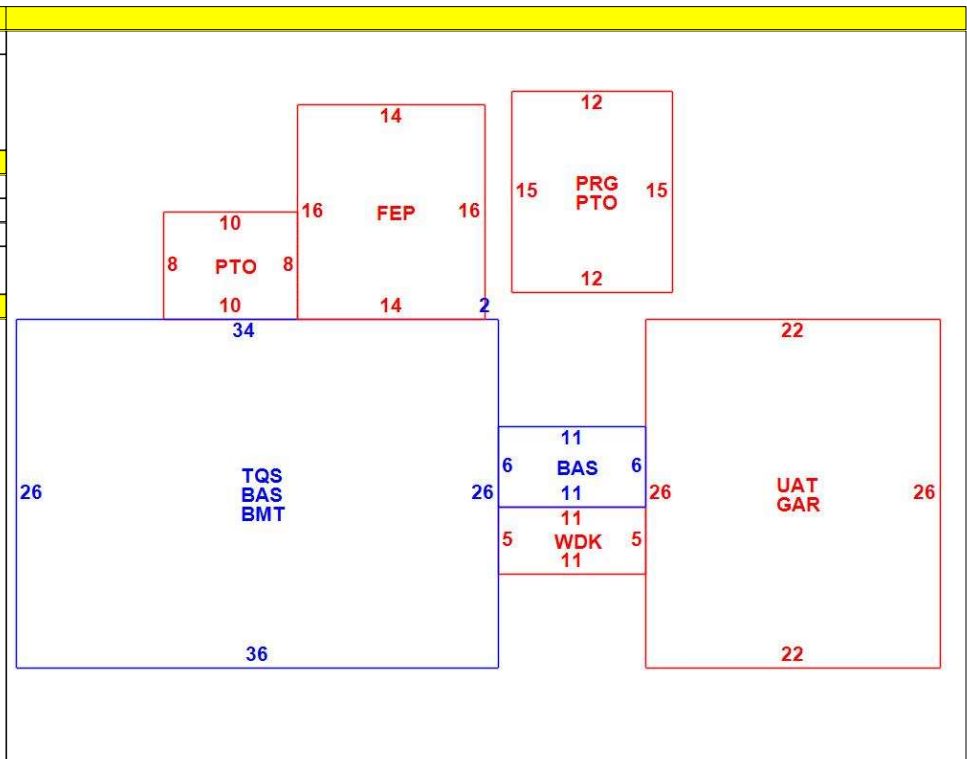 12
14
15 PRG 15
PTO
16 FEP 16
10
8 PTO 8
12
10 14 2
34 22
11
6 BAS 6
TQS
26 BAS 26 11 26 UAT 26
BMT GAR
11
5 WDK 5
11
36 22